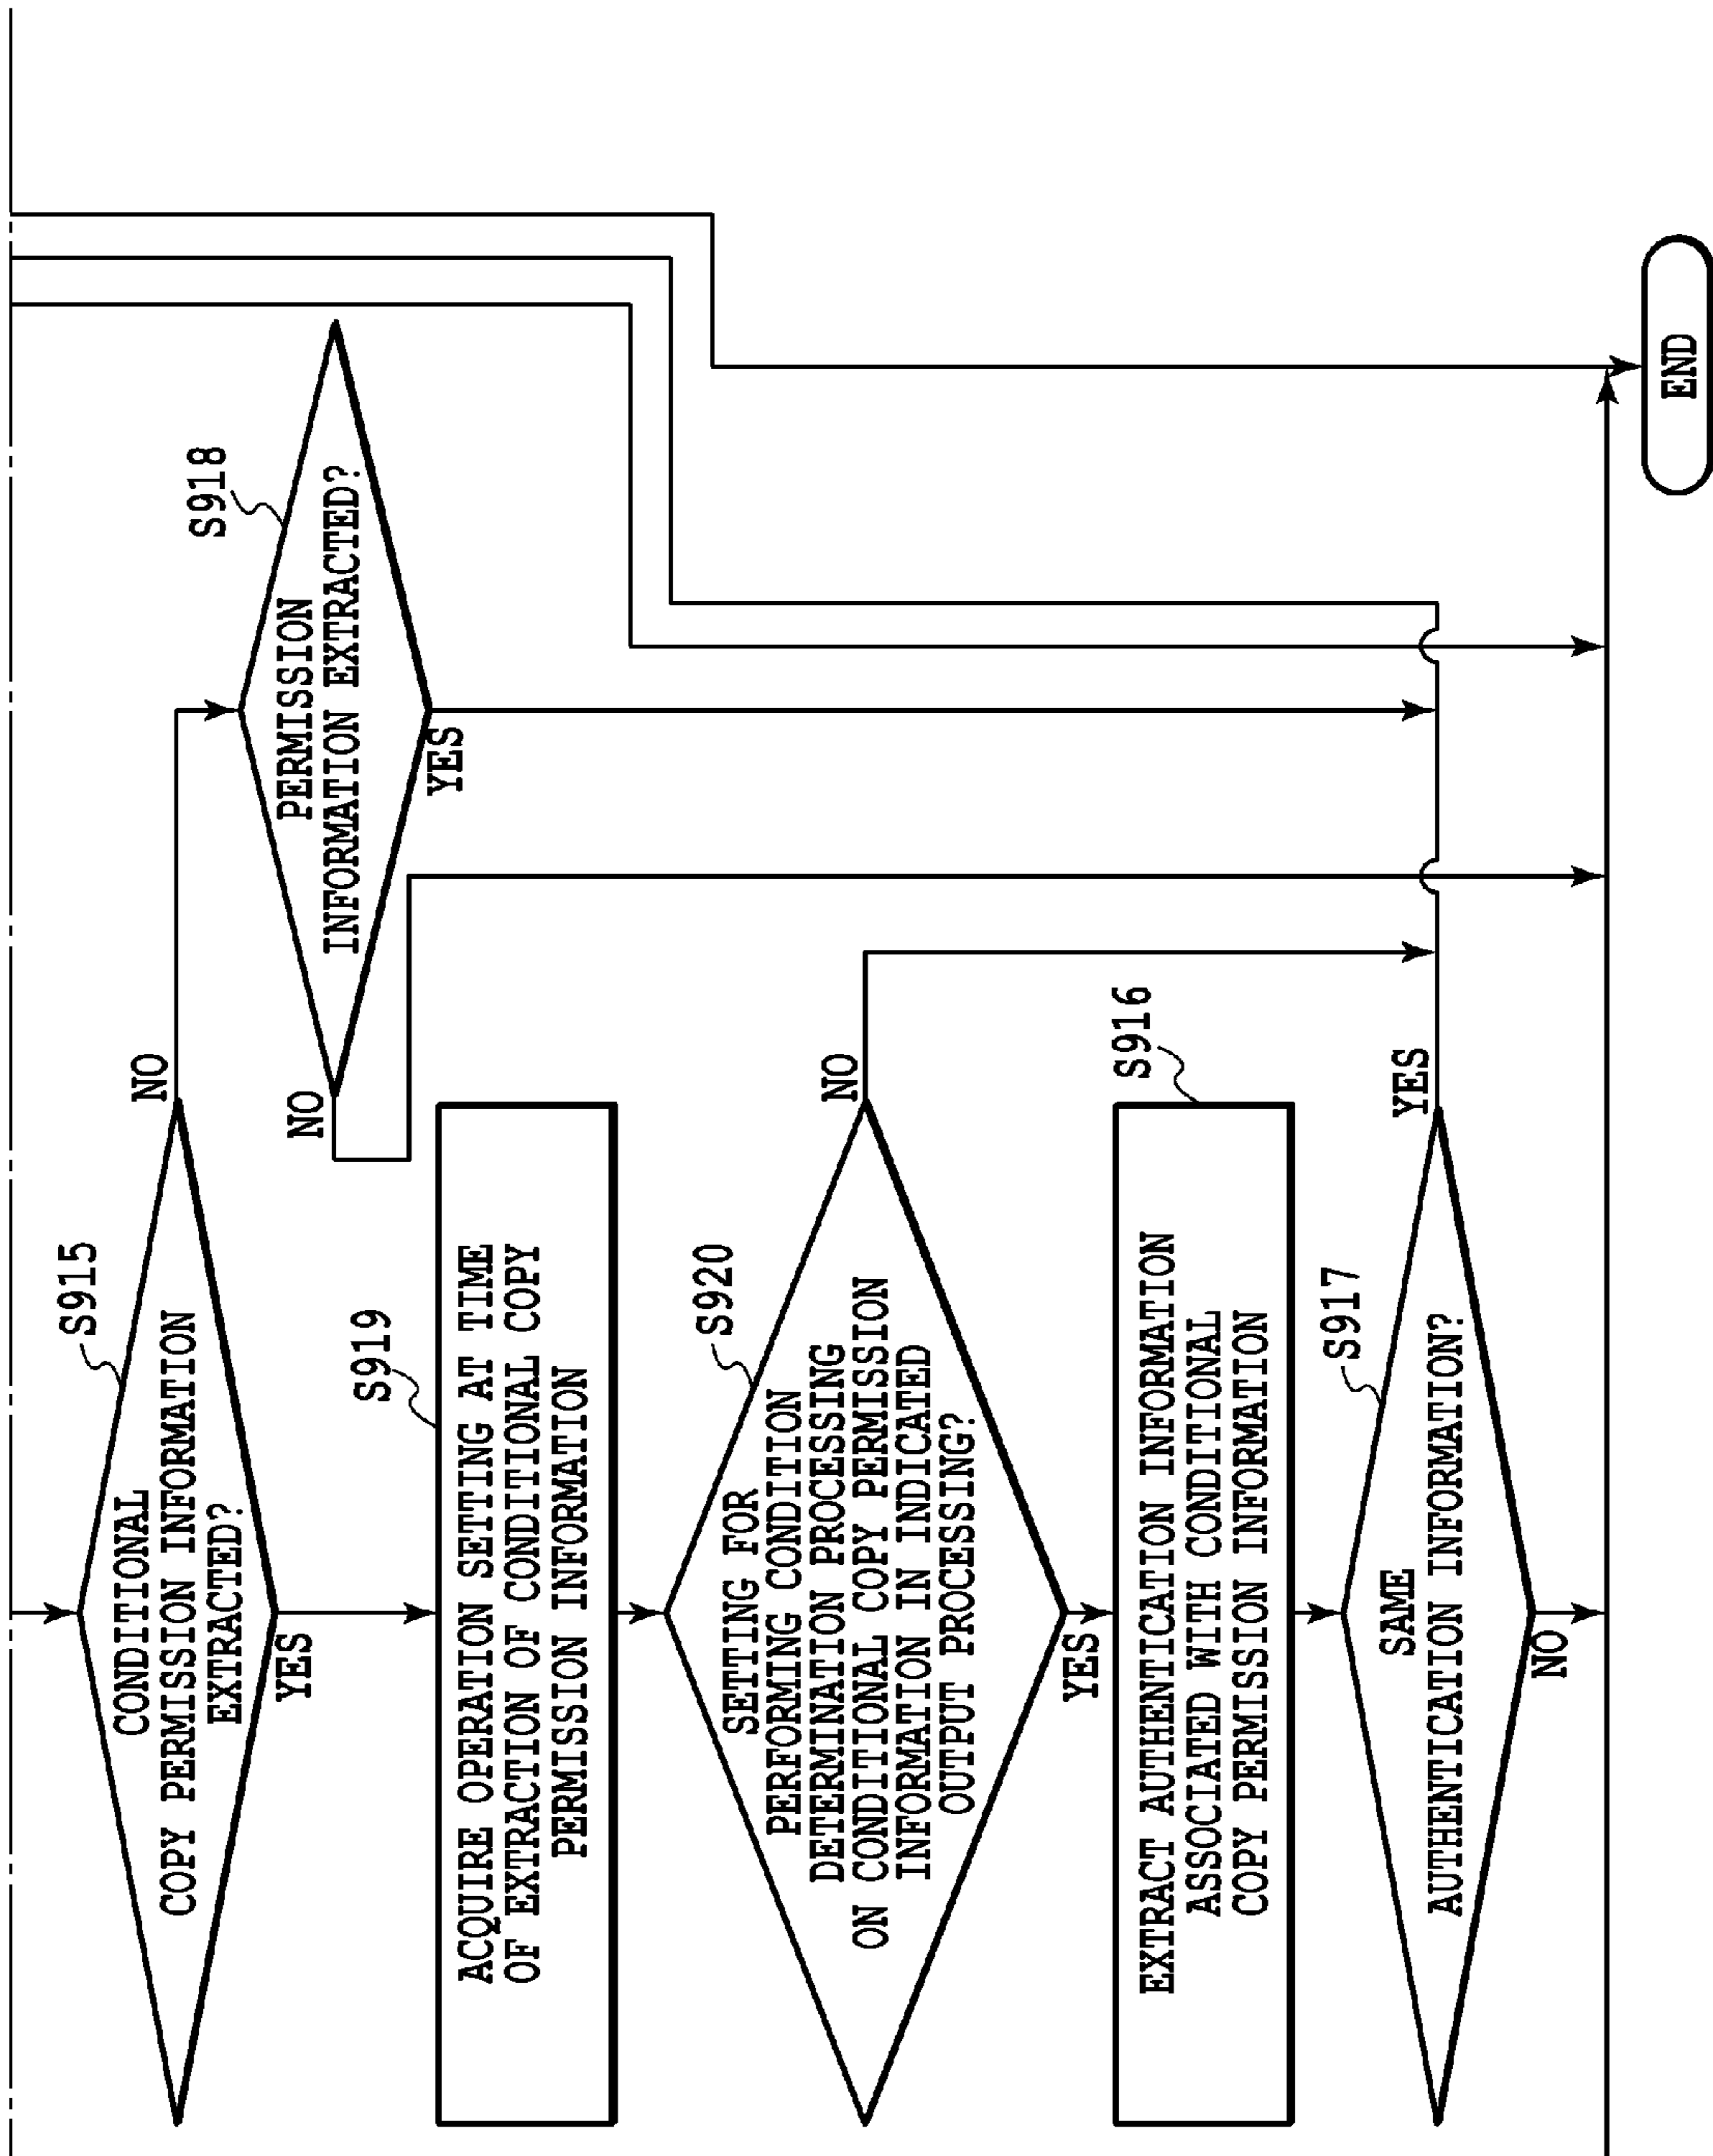 S915
CONDITIONAL
COPY PERMISSION INFORMATION
EXTRACTED?
NO
YES
S918
PERMISSION
INFORMATION EXTRACTED?
NO
YES
S919
ACQUIRE OPERATION SETTING AT TIME
OF EXTRACTION OF CONDITIONAL COPY
PERMISSION INFORMATION
S920
SETTING FOR
PERFORMING CONDITION
DETERMINATION PROCESSING
ON CONDITIONAL COPY PERMISSION
INFORMATION IN INDICATED
OUTPUT PROCESSING?
NO
YES
S916
EXTRACT AUTHENTICATION INFORMATION
ASSOCIATED WITH CONDITIONAL
COPY PERMISSION INFORMATION
S917
SAME
AUTHENTICATION INFORMATION?
YES
NO
END